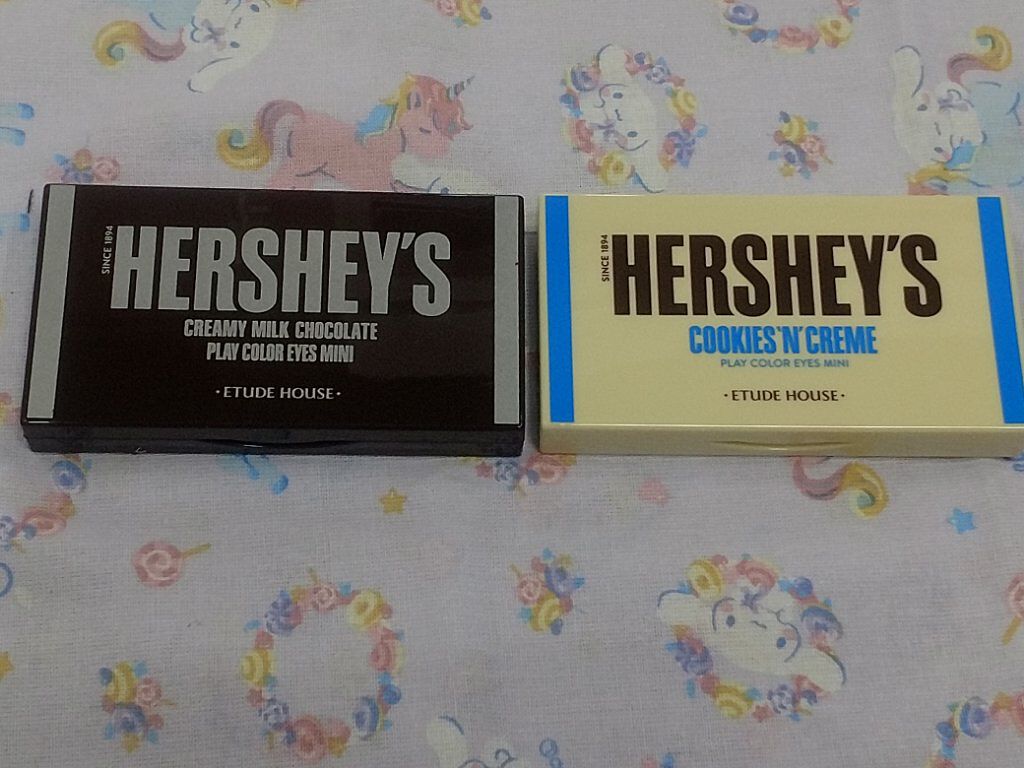 SINCE 1894
HERSHEY'S
CREAMY MILK CHOCOLATE
PLAY COLOR EYES MINI
·ETUDE HOUSE·
SINCE 1894
HERSHEY'S
COOKIES 'N' CREME
PLAY COLOR EYES MINI
·ETUDE HOUSE·